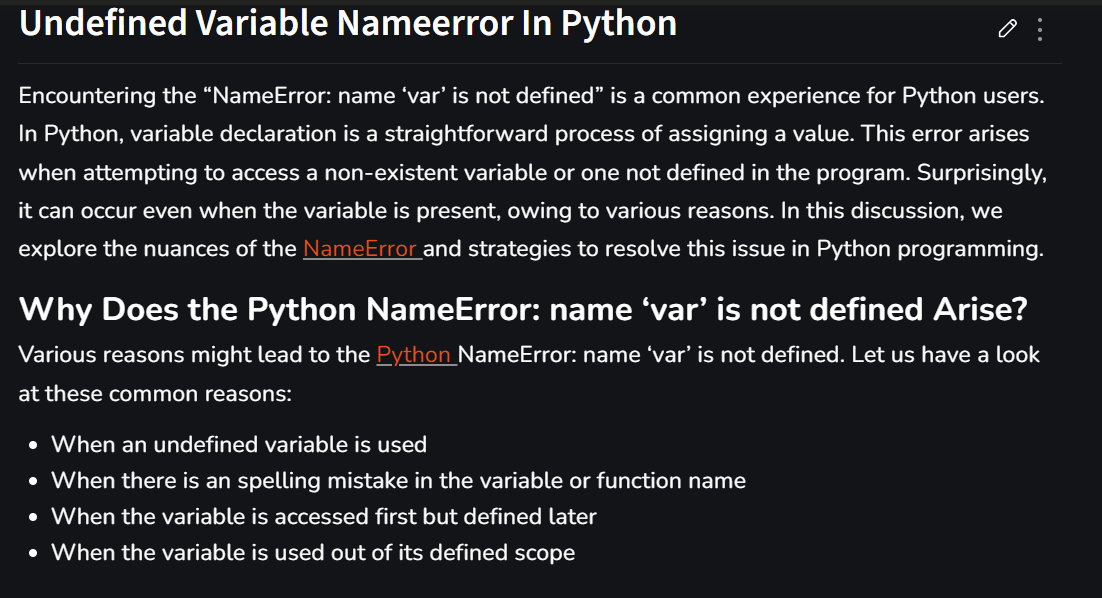 Undefined Variable Nameerror In Python
Encountering the “NameError: name ‘var’ is not defined” is a common experience for Python users.
In Python, variable declaration is a straightforward process of assigning a value. This error arises
when attempting to access a non-existent variable or one not defined in the program. Surprisingly,
it can occur even when the variable is present, owing to various reasons. In this discussion, we
explore the nuances of the NameError and strategies to resolve this issue in Python programming.
Why Does the Python NameError: name ‘var’ is not defined Arise?
Various reasons might lead to the Python NameError: name ‘var’ is not defined. Let us have a look
at these common reasons:
• When an undefined variable is used
• When there is an spelling mistake in the variable or function name
• When the variable is accessed first but defined later
• When the variable is used out of its defined scope